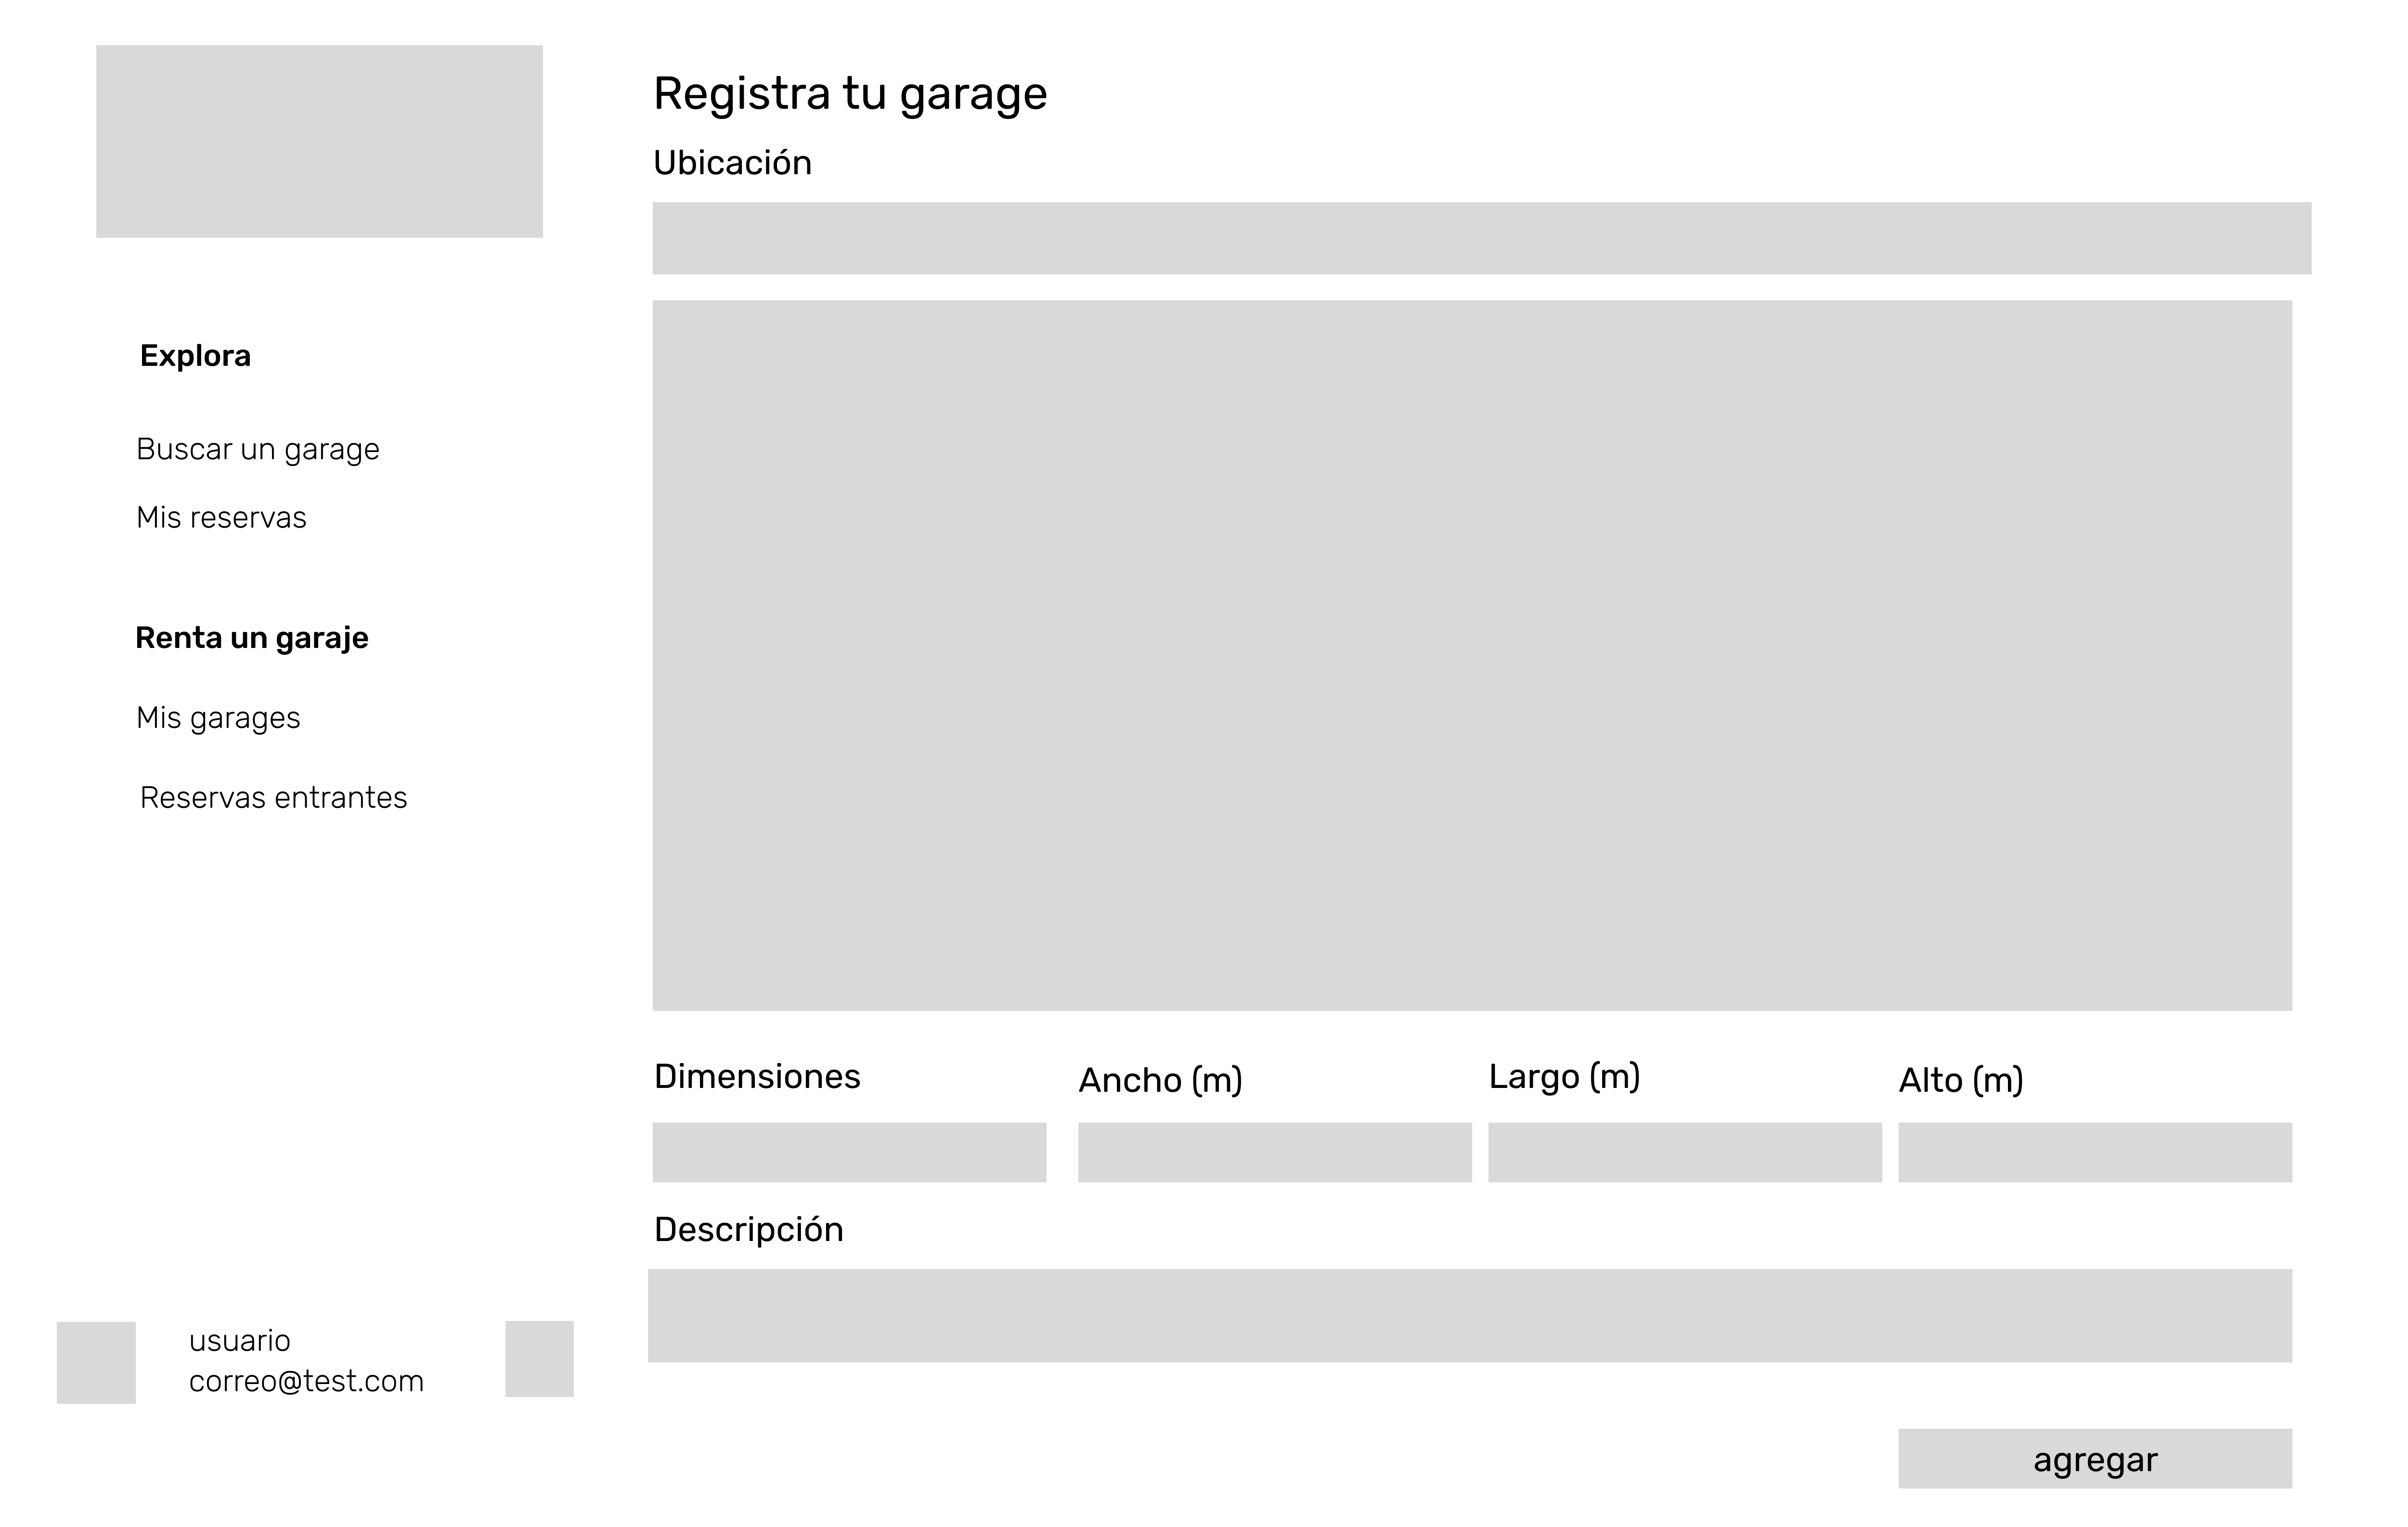 Explora
Buscar un garage
Mis reservas
Renta un garaje
Mis garages
Reservas entrantes
usuario
correo@test.com
Registra tu garage
Ubicación
Dimensiones
Ancho (m)
Largo (m)
Alto (m)
Descripción
agregar